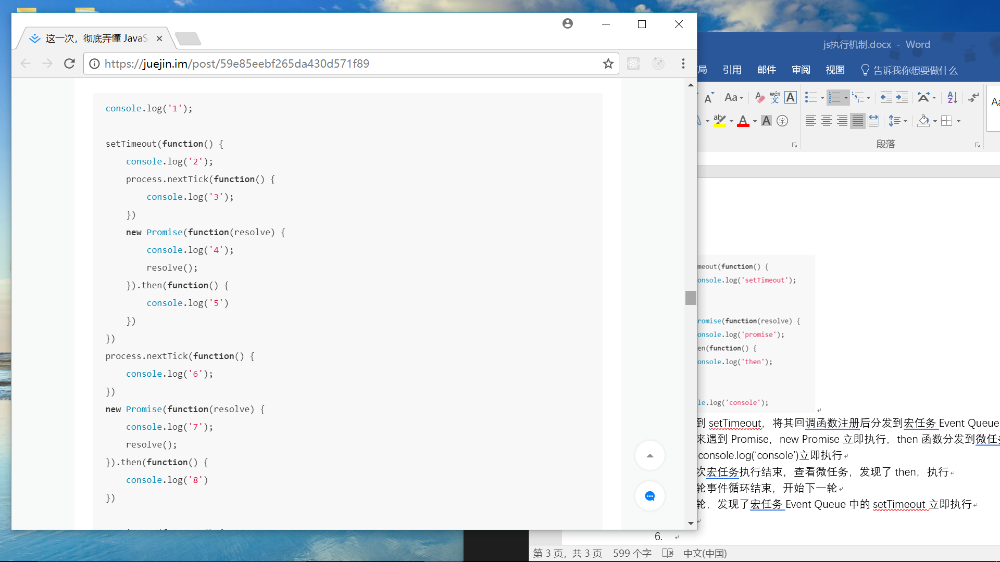 这一次，彻底弄懂 JavaS
https://juejin.im/post/59e85eebf265da430d571f89
console.log('1');
setTimeout(function() {
console.log('2');
process.nextTick(function() {
console.log('3');
})
new Promise(function(resolve) {
console.log('4');
resolve();
}).then(function() {
console.log('5')
})
})
process.nextTick(function() {
console.log('6');
})
new Promise(function(resolve) {
console.log('7');
resolve();
}).then(function() {
console.log('8')
})
js执行机制.docx - Word
局 引用 邮件 审阅 视图 告诉我你想要做什么
Aa
wén
文
A
字
段落
meout(function() {
onsole.log('setTimeout');
romise(function(resolve) {
onsole.log('promise');
en(function() {
onsole.log('then');
le.log('console');
到 setTimeout，将其回调函数注册后分发到宏任务 Event Queue
来遇到 Promise，new Promise 立即执行，then 函数分发到微任务
console.log(‘console’)立即执行
次宏任务执行结束，查看微任务，发现了 then，执行
轮事件循环结束，开始下一轮
轮，发现了宏任务 Event Queue 中的 setTimeout 立即执行
6.
第 3 页，共 3 页 599 个字 中文(中国)